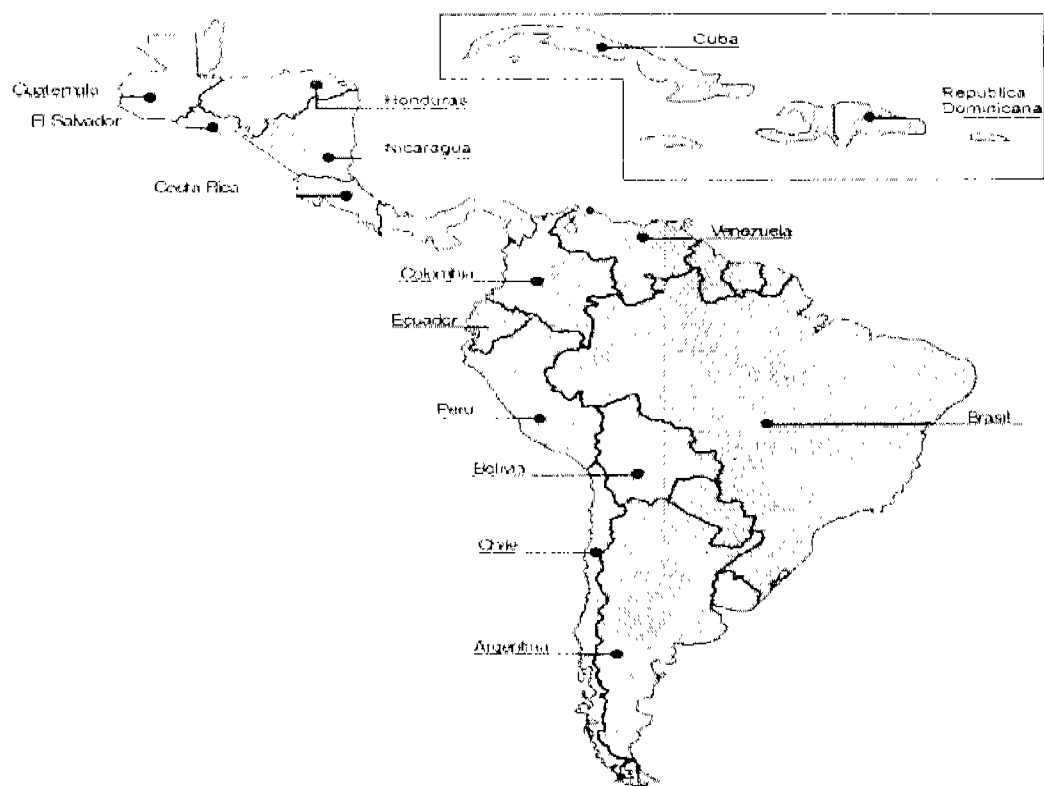 Cuba
Republica
Dominicana
Guatemala
El Salvador
Honduras
Nicaragua
Costa Rica
Venezuela
Colombia
Ecuador
Peru
Brasil
Bolivia
Chile
Argentina